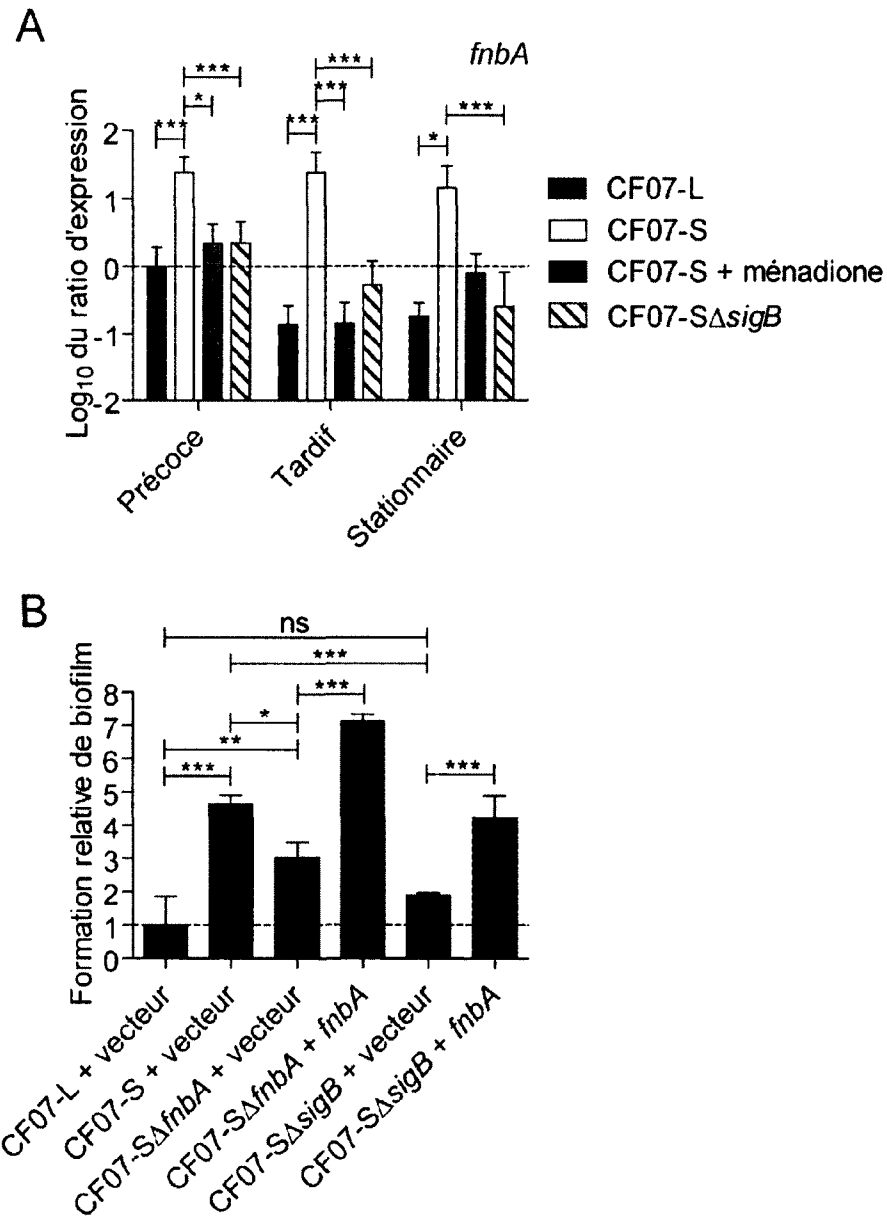 A
fnbA
***
***
*
***
***
***
***
***
*
2
1
0
-1
-2
Log10 du ratio d'expression
Précoce
Tardif
Stationnaire
CF07-L
CF07-S
CF07-S + ménadione
CF07-SΔsigB
B
ns
***
***
*
**
***
***
8
7
6
5
4
3
2
1
0
Formation relative de biofilm
CF07-L + vecteur
CF07-S + vecteur
CF07-SΔfnbA + vecteur
CF07-SΔfnbA + fnbA
CF07-SΔsigB + vecteur
CF07-SΔsigB + fnbA